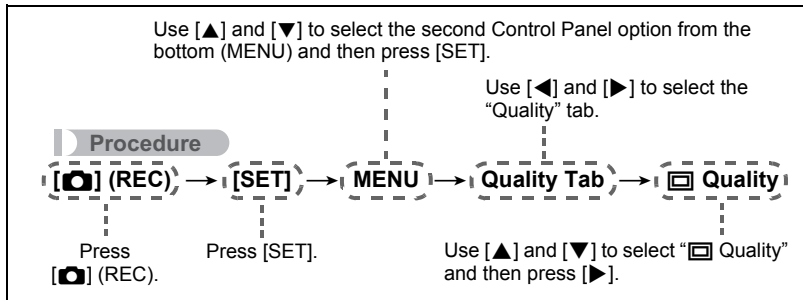 Use [▲] and [▼] to select the second Control Panel option from the
bottom (MENU) and then press [SET].
Use [◀] and [▶] to select the
“Quality” tab.
Procedure
[📷] (REC) → [SET] → MENU → Quality Tab → 🞑 Quality
Press
[📷] (REC).
Press [SET].
Use [▲] and [▼] to select “🞑 Quality”
and then press [▶].